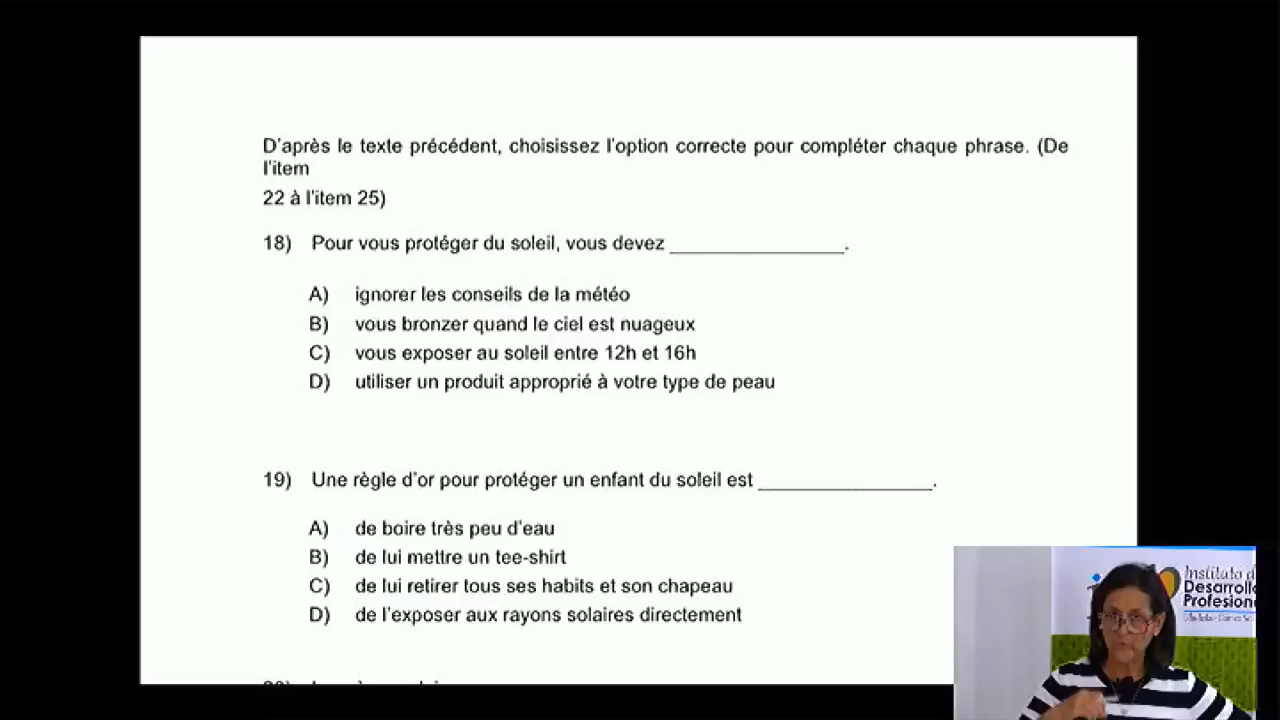 D'après le texte précédent, choisissez l'option correcte pour compléter chaque phrase. (De
l'item
22 à l'item 25)
18) Pour vous protéger du soleil, vous devez ________________.
A) ignorer les conseils de la météo
B) vous bronzer quand le ciel est nuageux
C) vous exposer au soleil entre 12h et 16h
D) utiliser un produit approprié à votre type de peau
19) Une règle d'or pour protéger un enfant du soleil est ________________.
A) de boire très peu d'eau
B) de lui mettre un tee-shirt
C) de lui retirer tous ses habits et son chapeau
D) de l'exposer aux rayons solaires directement
Instituto d
Desarrollo
Profesion